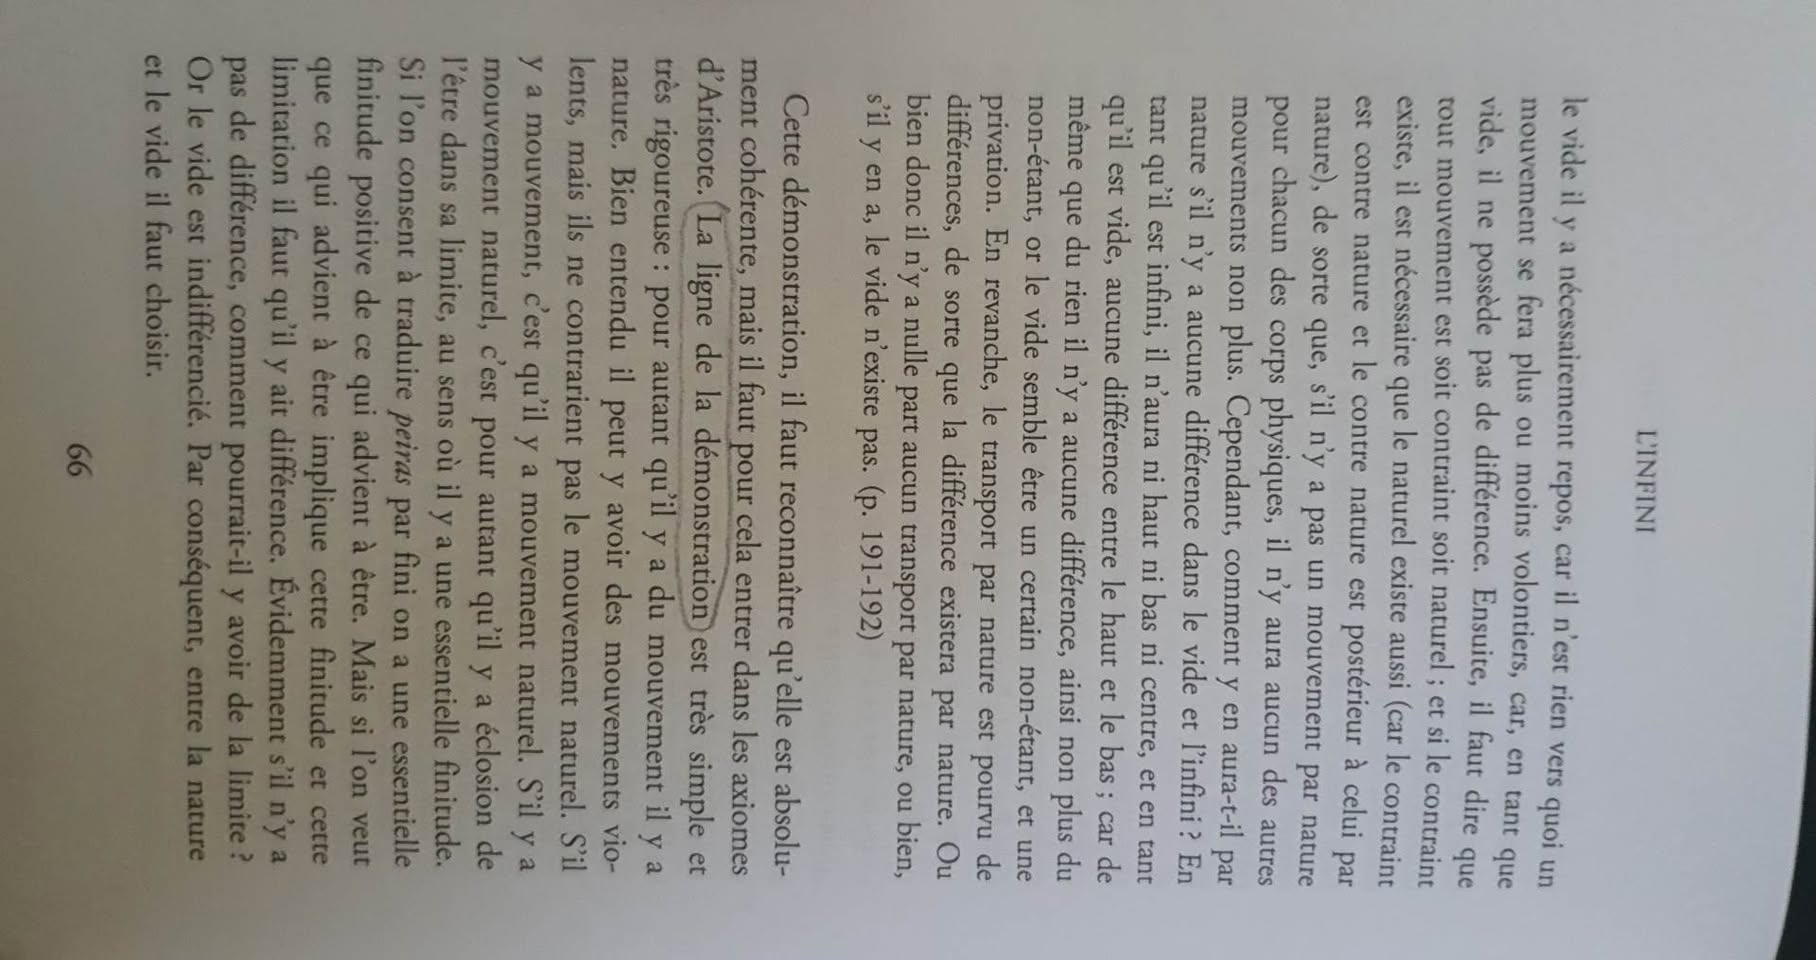 L'INFINI
le vide il y a nécessairement repos, car il n'est rien vers quoi un
mouvement se fera plus ou moins volontiers, car, en tant que
vide, il ne possède pas de différence. Ensuite, il faut dire que
tout mouvement est soit contraint soit naturel ; et si le contraint
existe, il est nécessaire que le naturel existe aussi (car le contraint
est contre nature et le contre nature est postérieur à celui par
nature), de sorte que, s'il n'y a pas un mouvement par nature
pour chacun des corps physiques, il n'y aura aucun des autres
mouvements non plus. Cependant, comment y en aura-t-il par
nature s'il n'y a aucune différence dans le vide et l'infini ? En
tant qu'il est infini, il n'aura ni haut ni bas ni centre, et en tant
qu'il est vide, aucune différence entre le haut et le bas ; car de
même que du rien il n'y a aucune différence, ainsi non plus du
non-étant, or le vide semble être un certain non-étant, et une
privation. En revanche, le transport par nature est pourvu de
différences, de sorte que la différence existera par nature. Ou
bien donc il n'y a nulle part aucun transport par nature, ou bien,
s'il y en a, le vide n'existe pas. (p. 191-192)
Cette démonstration, il faut reconnaître qu'elle est absolu-
ment cohérente, mais il faut pour cela entrer dans les axiomes
d'Aristote. La ligne de la démonstration est très simple et
très rigoureuse : pour autant qu'il y a du mouvement il y a
nature. Bien entendu il peut y avoir des mouvements vio-
lents, mais ils ne contrarient pas le mouvement naturel. S'il
y a mouvement, c'est qu'il y a mouvement naturel. S'il y a
mouvement naturel, c'est pour autant qu'il y a éclosion de
l'être dans sa limite, au sens où il y a une essentielle finitude.
Si l'on consent à traduire peiras par fini on a une essentielle
finitude positive de ce qui advient à être. Mais si l'on veut
que ce qui advient à être implique cette finitude et cette
limitation il faut qu'il y ait différence. Évidemment s'il n'y a
pas de différence, comment pourrait-il y avoir de la limite ?
Or le vide est indifférencié. Par conséquent, entre la nature
et le vide il faut choisir.
66